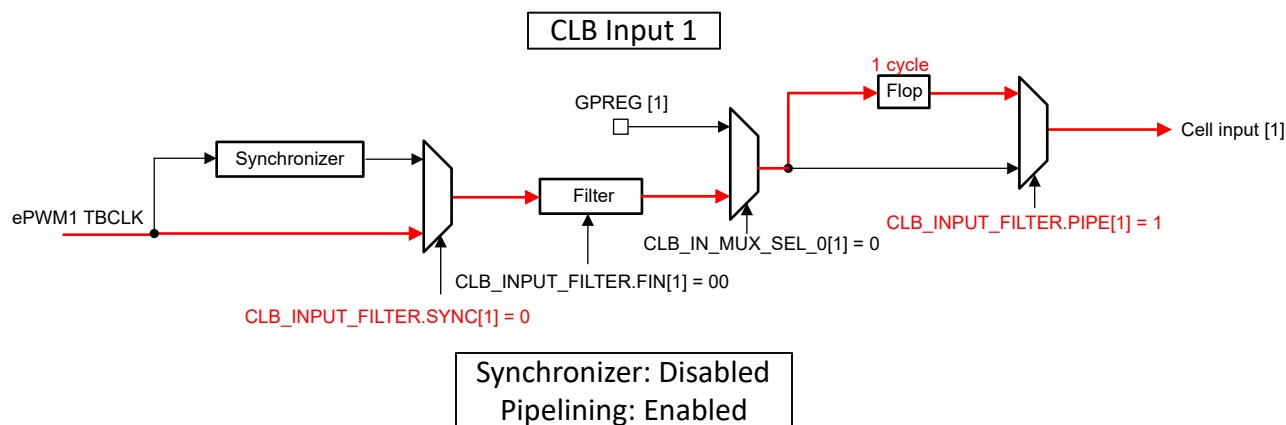 CLB Input 1
1 cycle
Flop
GPREG [1]
Cell input [1]
Synchronizer
Filter
ePWM1 TBCLK
CLB_INPUT_FILTER.PIPE[1] = 1
CLB_IN_MUX_SEL_0[1] = 0
CLB_INPUT_FILTER.FIN[1] = 00
CLB_INPUT_FILTER.SYNC[1] = 0
Synchronizer: Disabled
Pipelining: Enabled